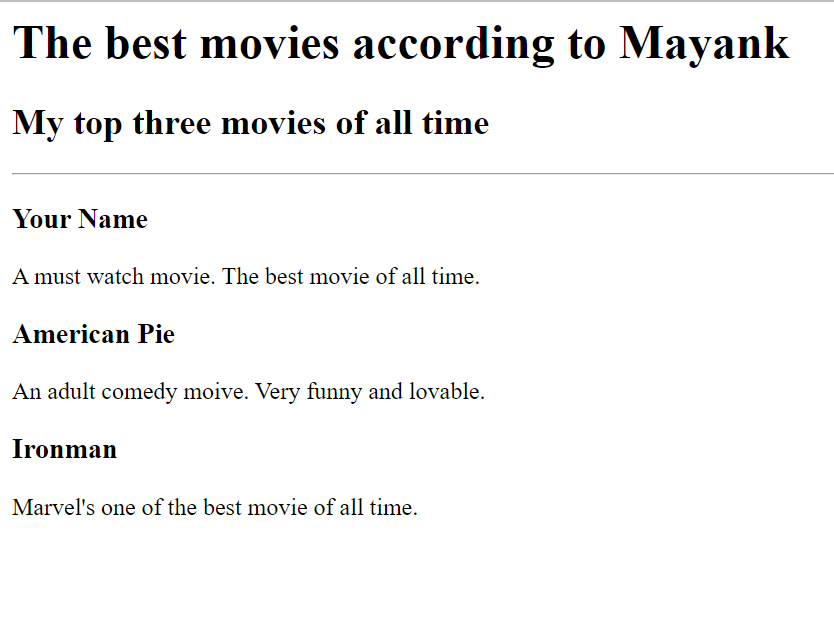 The best movies according to Mayank
My top three movies of all time
Your Name
A must watch movie. The best movie of all time.
American Pie
An adult comedy moive. Very funny and lovable.
Ironman
Marvel's one of the best movie of all time.